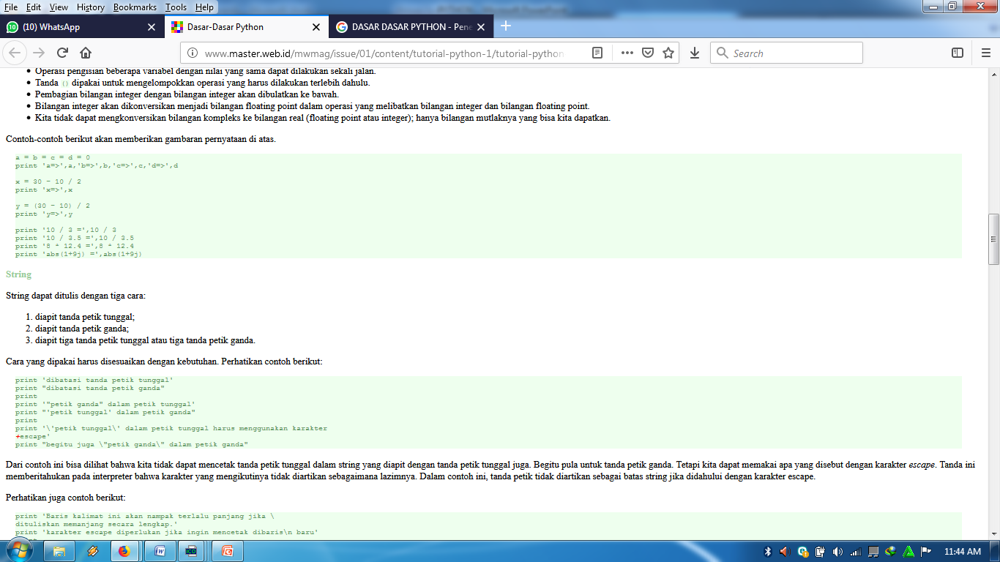 File Edit View History Bookmarks Tools Help
(10) WhatsApp
Dasar-Dasar Python
DASAR DASAR PYTHON - Pene
www.master.web.id/mwmag/issue/01/content/tutorial-python-1/tutorial-python
Search
• Operasi pengisian beberapa variabel dengan nilai yang sama dapat dilakukan sekali jalan.
• Tanda () dipakai untuk mengelompokkan operasi yang harus dilakukan terlebih dahulu.
• Pembagian bilangan integer dengan bilangan integer akan dibulatkan ke bawah.
• Bilangan integer akan dikonversikan menjadi bilangan floating point dalam operasi yang melibatkan bilangan integer dan bilangan floating point.
• Kita tidak dapat mengkonversikan bilangan kompleks ke bilangan real (floating point atau integer); hanya bilangan mutlaknya yang bisa kita dapatkan.
Contoh-contoh berikut akan memberikan gambaran pernyataan di atas.
a = b = c = d = 0
print 'a=>',a,'b=>',b,'c=>',c,'d=>',d
x = 30 - 10 / 2
print 'x=>',x
y = (30 - 10) / 2
print 'y=>',y
print '10 / 3 =',10 / 3
print '10 / 3.5 =',10 / 3.5
print '8 * 12.4 =',8 * 12.4
print 'abs(1+9j) =',abs(1+9j)
String
String dapat ditulis dengan tiga cara:
1. diapit tanda petik tunggal;
2. diapit tanda petik ganda;
3. diapit tiga tanda petik tunggal atau tiga tanda petik ganda.
Cara yang dipakai harus disesuaikan dengan kebutuhan. Perhatikan contoh berikut:
print 'dibatasi tanda petik tunggal'
print "dibatasi tanda petik ganda"
print
print '"petik ganda" dalam petik tunggal'
print "'petik tunggal' dalam petik ganda"
print
print '\'petik tunggal\' dalam petik tunggal harus menggunakan karakter
+escape'
print "begitu juga \"petik ganda\" dalam petik ganda"
Dari contoh ini bisa dilihat bahwa kita tidak dapat mencetak tanda petik tunggal dalam string yang diapit dengan tanda petik tunggal juga. Begitu pula untuk tanda petik ganda. Tetapi kita dapat memakai apa yang disebut dengan karakter escape. Tanda ini
memberitahukan pada interpreter bahwa karakter yang mengikutinya tidak diartikan sebagaimana lazimnya. Dalam contoh ini, tanda petik tidak diartikan sebagai batas string jika didahului dengan karakter escape.
Perhatikan juga contoh berikut:
print 'Baris kalimat ini akan nampak terlalu panjang jika \
dituliskan memanjang secara lengkap.'
print 'karakter escape diperlukan jika ingin mencetak dibaris\n baru'
11:44 AM